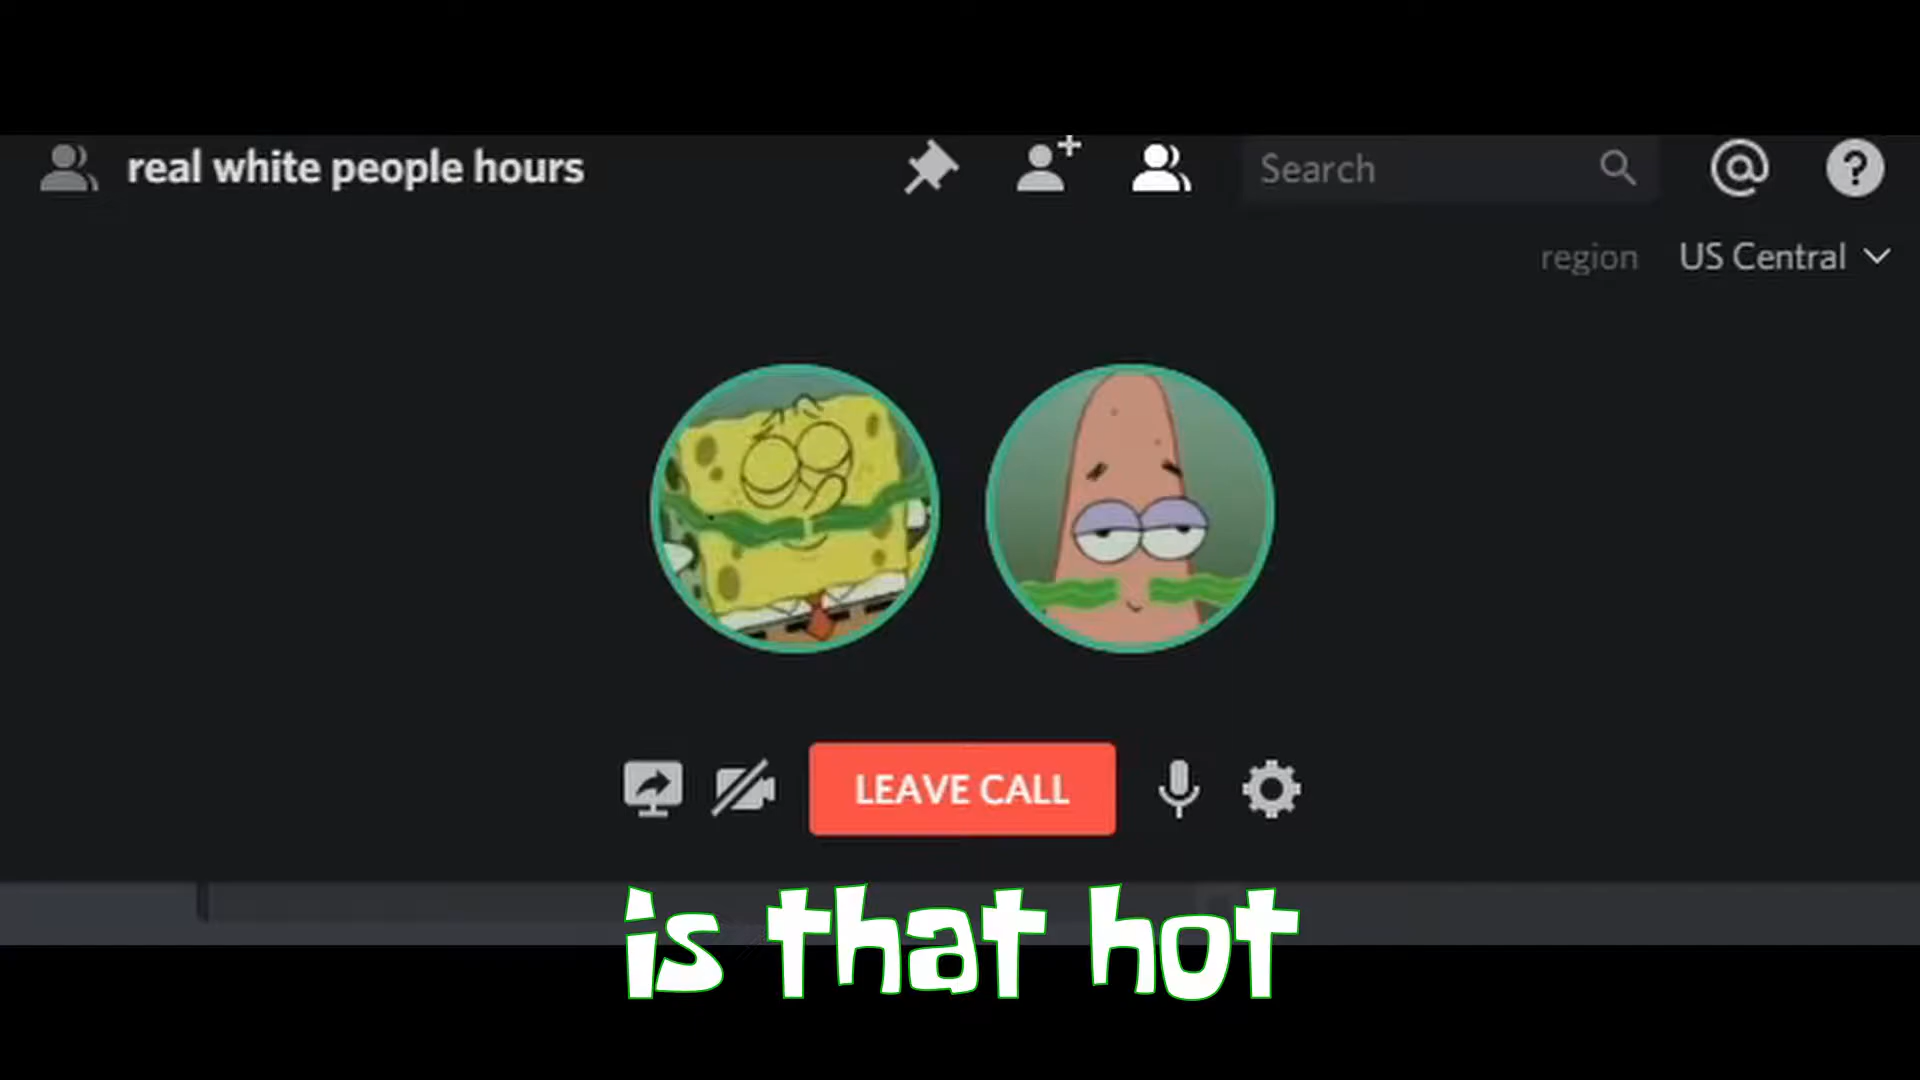 real white people hours
Search
region US Central
LEAVE CALL
is that hot